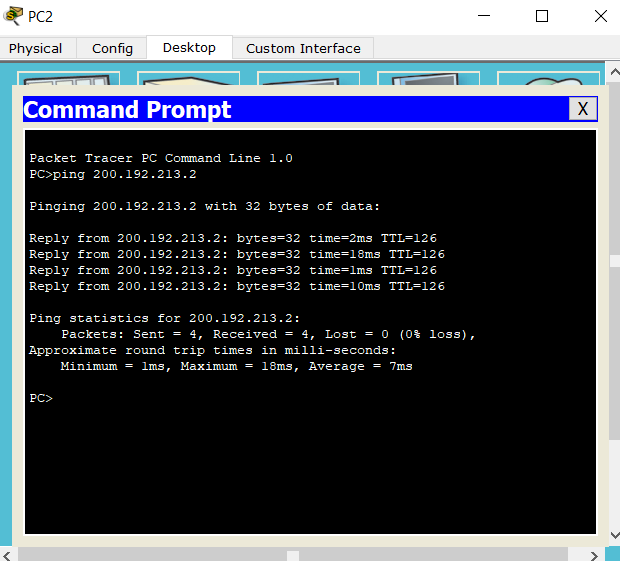 PC2
Physical Config Desktop Custom Interface
Command Prompt X
Packet Tracer PC Command Line 1.0
PC>ping 200.192.213.2
Pinging 200.192.213.2 with 32 bytes of data:
Reply from 200.192.213.2: bytes=32 time=2ms TTL=126
Reply from 200.192.213.2: bytes=32 time=18ms TTL=126
Reply from 200.192.213.2: bytes=32 time=1ms TTL=126
Reply from 200.192.213.2: bytes=32 time=10ms TTL=126
Ping statistics for 200.192.213.2:
Packets: Sent = 4, Received = 4, Lost = 0 (0% loss),
Approximate round trip times in milli-seconds:
Minimum = 1ms, Maximum = 18ms, Average = 7ms
PC>